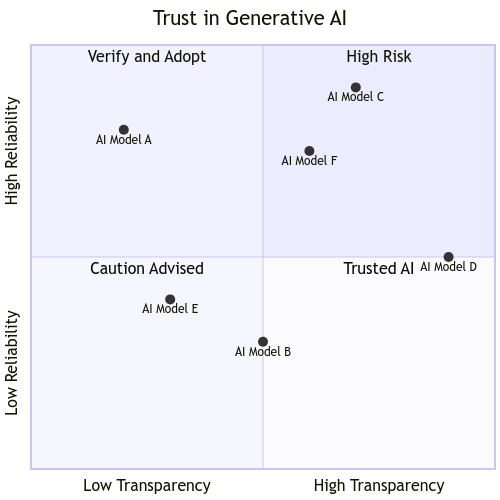 Trust in Generative AI
Verify and Adopt
High Risk
AI Model C
AI Model A
AI Model F
High Reliability
Caution Advised
Trusted AI
AI Model D
AI Model E
AI Model B
Low Reliability
Low Transparency
High Transparency